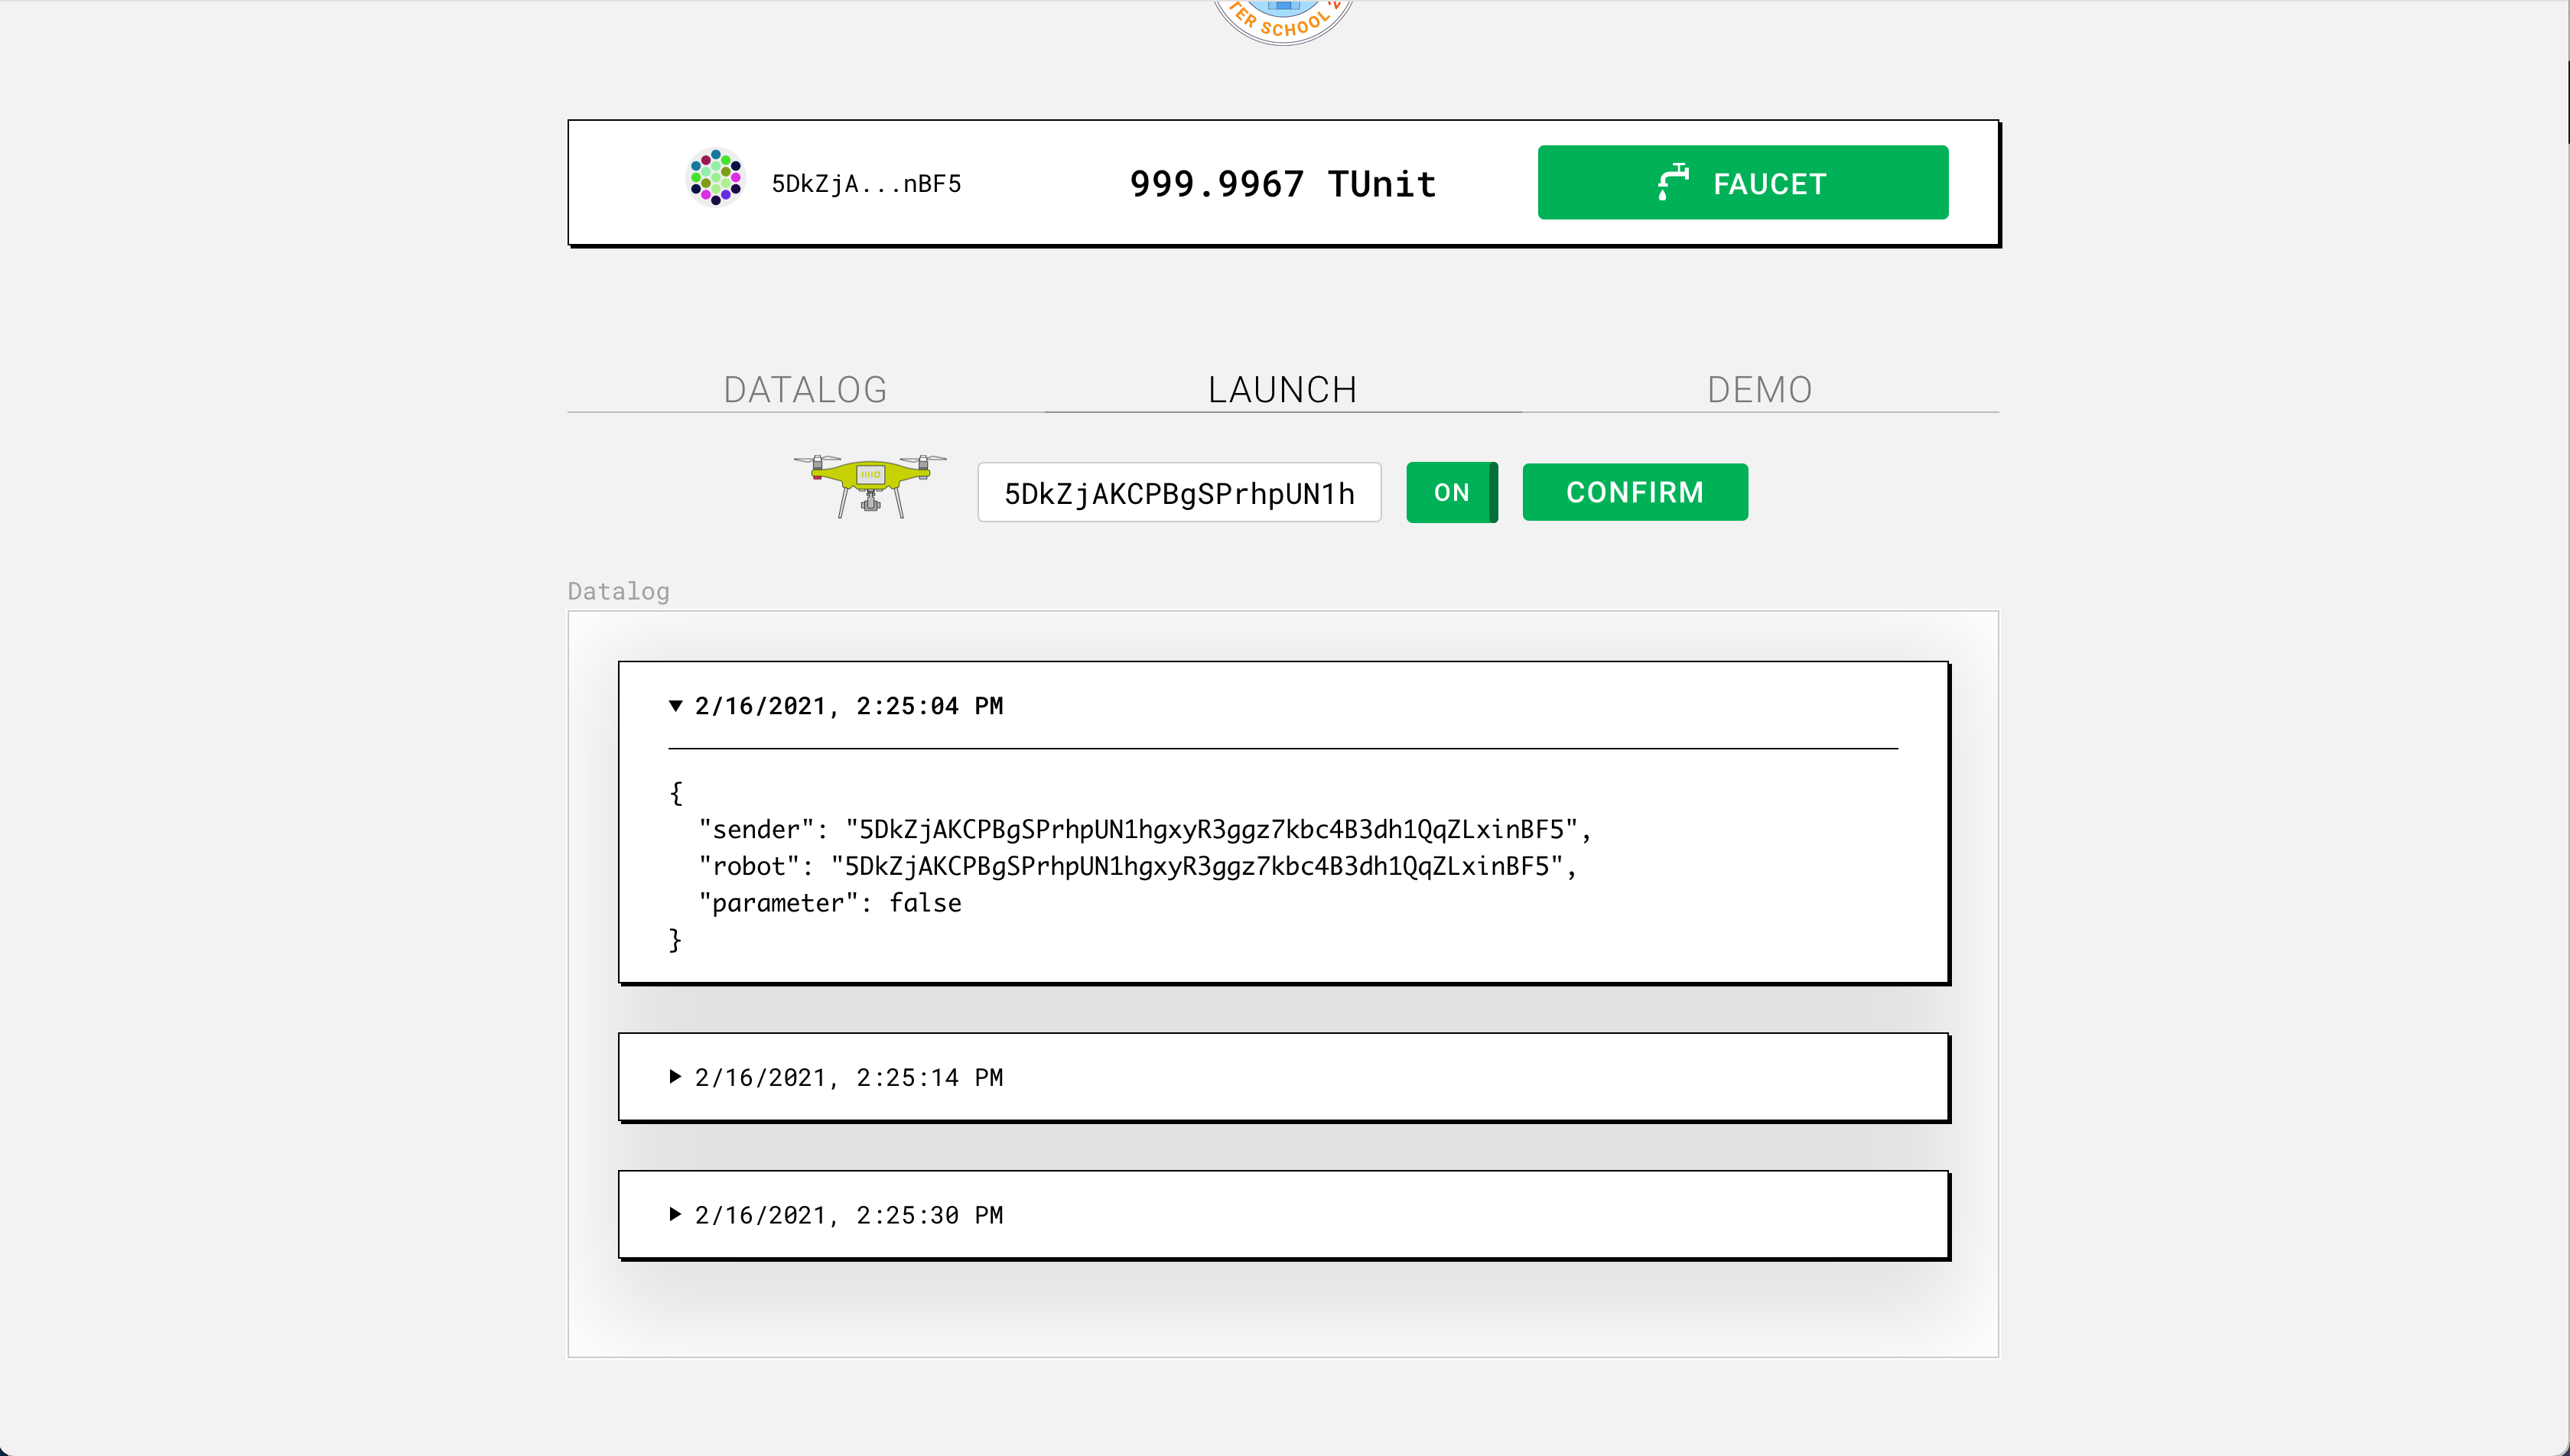 TER SCHOOL '2
5DkZjA...nBF5
999.9967 TUnit
FAUCET
DATALOG
LAUNCH
DEMO
5DkZjAKCPBgSPrhpUN1h
ON
CONFIRM
Datalog
▼ 2/16/2021, 2:25:04 PM
{
"sender": "5DkZjAKCPBgSPrhpUN1hgxyR3ggz7kbc4B3dh1QqZLxinBF5",
"robot": "5DkZjAKCPBgSPrhpUN1hgxyR3ggz7kbc4B3dh1QqZLxinBF5",
"parameter": false
}
▶ 2/16/2021, 2:25:14 PM
▶ 2/16/2021, 2:25:30 PM